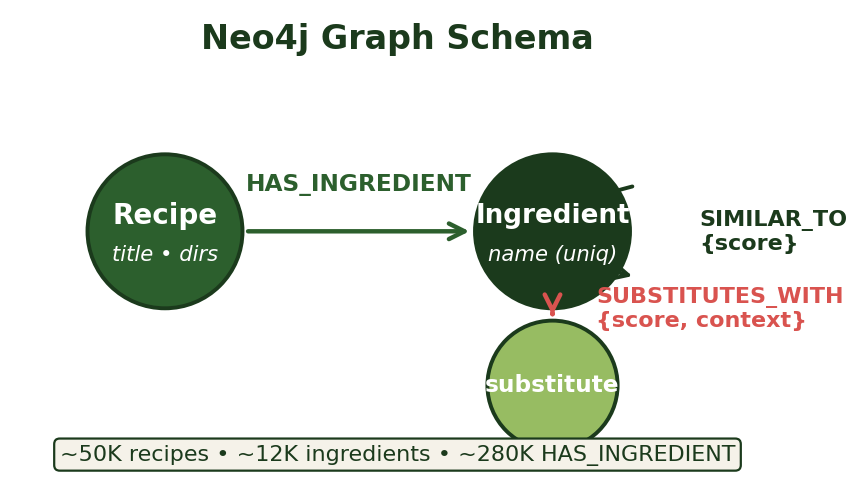 Neo4j Graph Schema
HAS_INGREDIENT
Recipe
title • dirs
Ingredient
name (uniq)
SIMILAR_TO
{score}
SUBSTITUTES_WITH
{score, context}
substitute
~50K recipes • ~12K ingredients • ~280K HAS_INGREDIENT